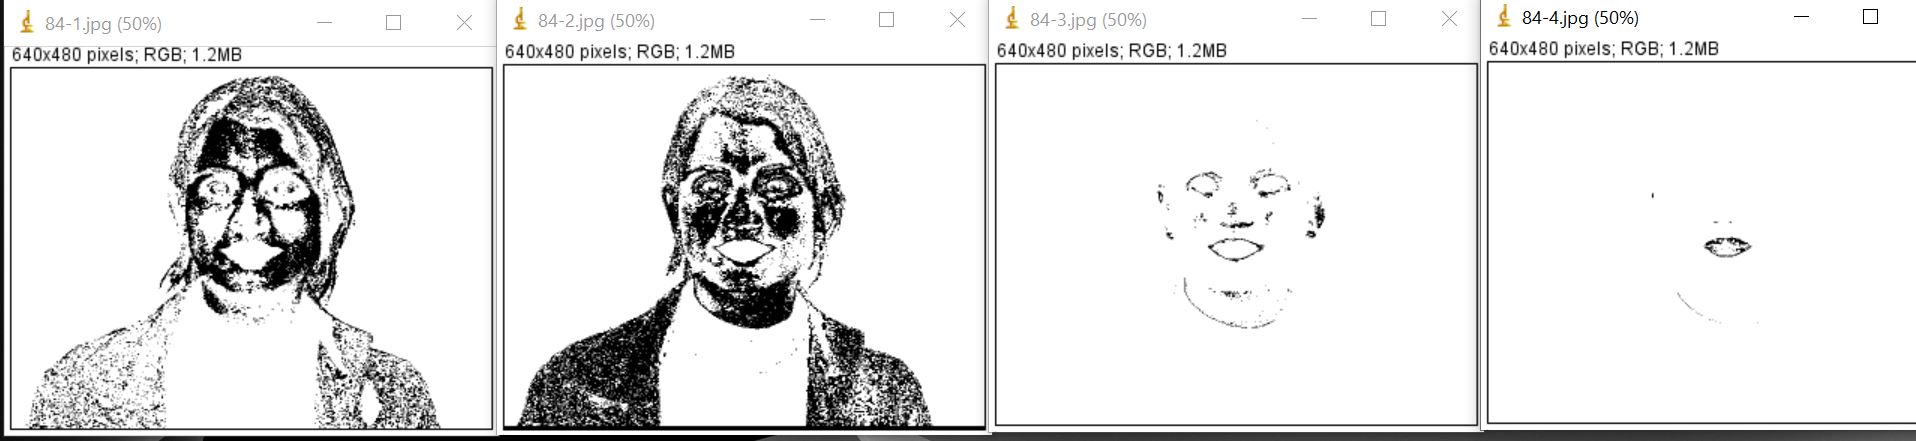 84-1.jpg (50%)
640x480 pixels; RGB; 1.2MB
84-2.jpg (50%)
640x480 pixels; RGB; 1.2MB
84-3.jpg (50%)
640x480 pixels; RGB; 1.2MB
84-4.jpg (50%)
640x480 pixels; RGB; 1.2MB